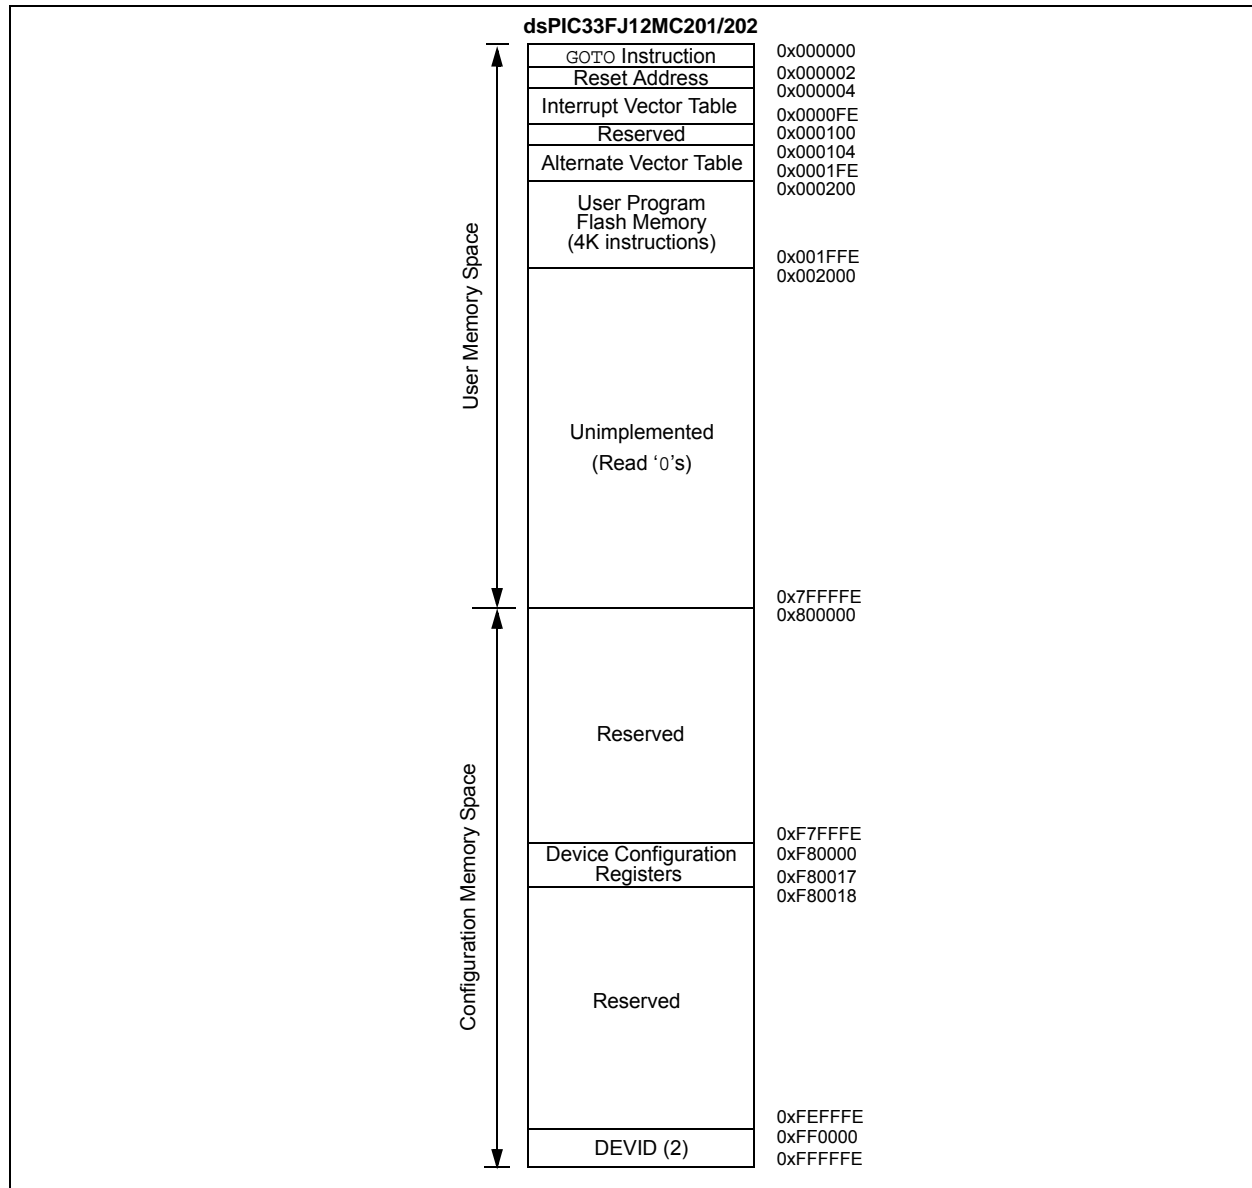 dsPIC33FJ12MC201/202
GOTO Instruction
0x000000
Reset Address
0x000002
0x000004
Interrupt Vector Table
0x0000FE
Reserved
0x000100
0x000104
Alternate Vector Table
0x0001FE
0x000200
User Program
Flash Memory
(4K instructions)
0x001FFE
0x002000
User Memory Space
Unimplemented
(Read ‘0’s)
0x7FFFFE
0x800000
Reserved
0xF7FFFE
Device Configuration
Registers
0xF80000
0xF80017
0xF80018
Configuration Memory Space
Reserved
0xFEFFFE
0xFF0000
DEVID (2)
0xFFFFFE